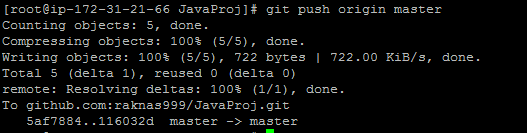 [root@ip-172-31-21-66 JavaProj]# git push origin master
Counting objects: 5, done.
Compressing objects: 100% (5/5), done.
Writing objects: 100% (5/5), 722 bytes | 722.00 KiB/s, done.
Total 5 (delta 1), reused 0 (delta 0)
remote: Resolving deltas: 100% (1/1), done.
To github.com:raknas999/JavaProj.git
   5af7884..116032d  master -> master